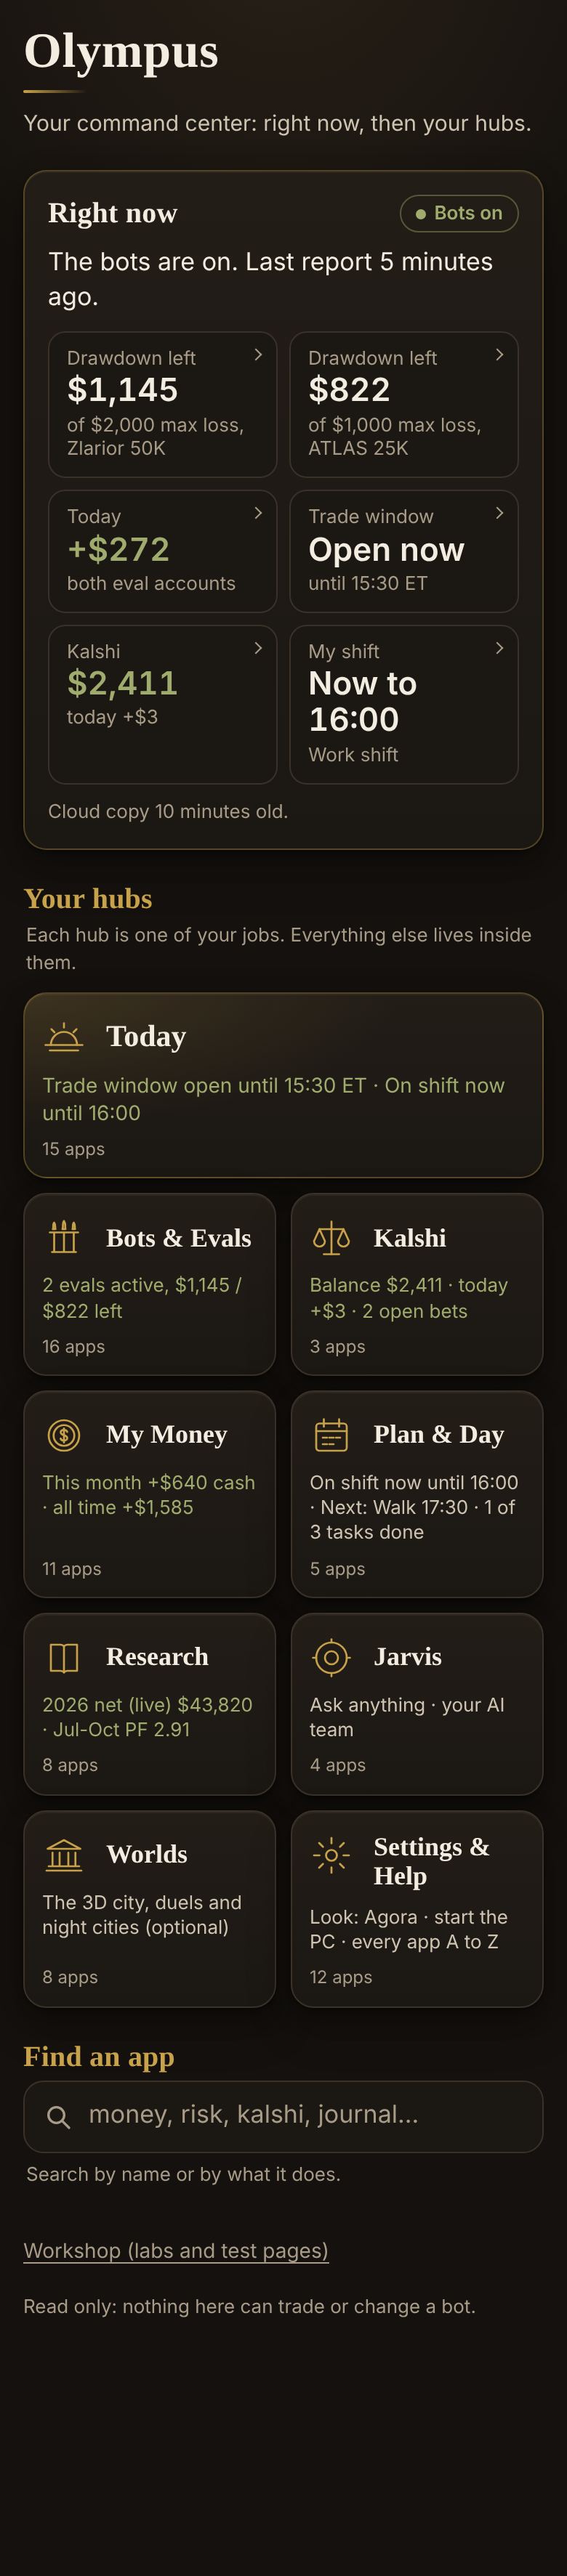 Olympus
Your command center: right now, then your hubs.
Right now
Bots on
The bots are on. Last report 5 minutes
ago.
Drawdown left
$1,145
of $2,000 max loss,
Zlarior 50K
Drawdown left
$822
of $1,000 max loss,
ATLAS 25K
Today
+$272
both eval accounts
Trade window
Open now
until 15:30 ET
Kalshi
$2,411
today +$3
My shift
Now to
16:00
Work shift
Cloud copy 10 minutes old.
Your hubs
Each hub is one of your jobs. Everything else lives inside
them.
Today
Trade window open until 15:30 ET · On shift now
until 16:00
15 apps
Bots & Evals
2 evals active, $1,145 /
$822 left
16 apps
Kalshi
Balance $2,411 · today
+$3 · 2 open bets
3 apps
My Money
This month +$640 cash
· all time +$1,585
11 apps
Plan & Day
On shift now until 16:00
· Next: Walk 17:30 · 1 of
3 tasks done
5 apps
Research
2026 net (live) $43,820
· Jul-Oct PF 2.91
8 apps
Jarvis
Ask anything · your AI
team
4 apps
Worlds
The 3D city, duels and
night cities (optional)
8 apps
Settings &
Help
Look: Agora · start the
PC · every app A to Z
12 apps
Find an app
money, risk, kalshi, journal...
Search by name or by what it does.
Workshop (labs and test pages)
Read only: nothing here can trade or change a bot.